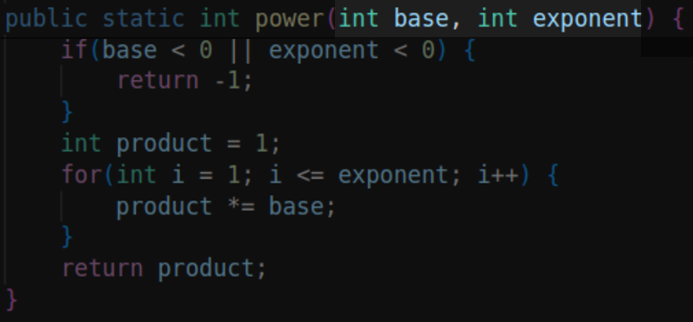 public static int power(int base, int exponent) {
if(base < 0 || exponent < 0) {
return -1;
}
int product = 1;
for(int i = 1; i <= exponent; i++) {
product *= base;
}
return product;
}